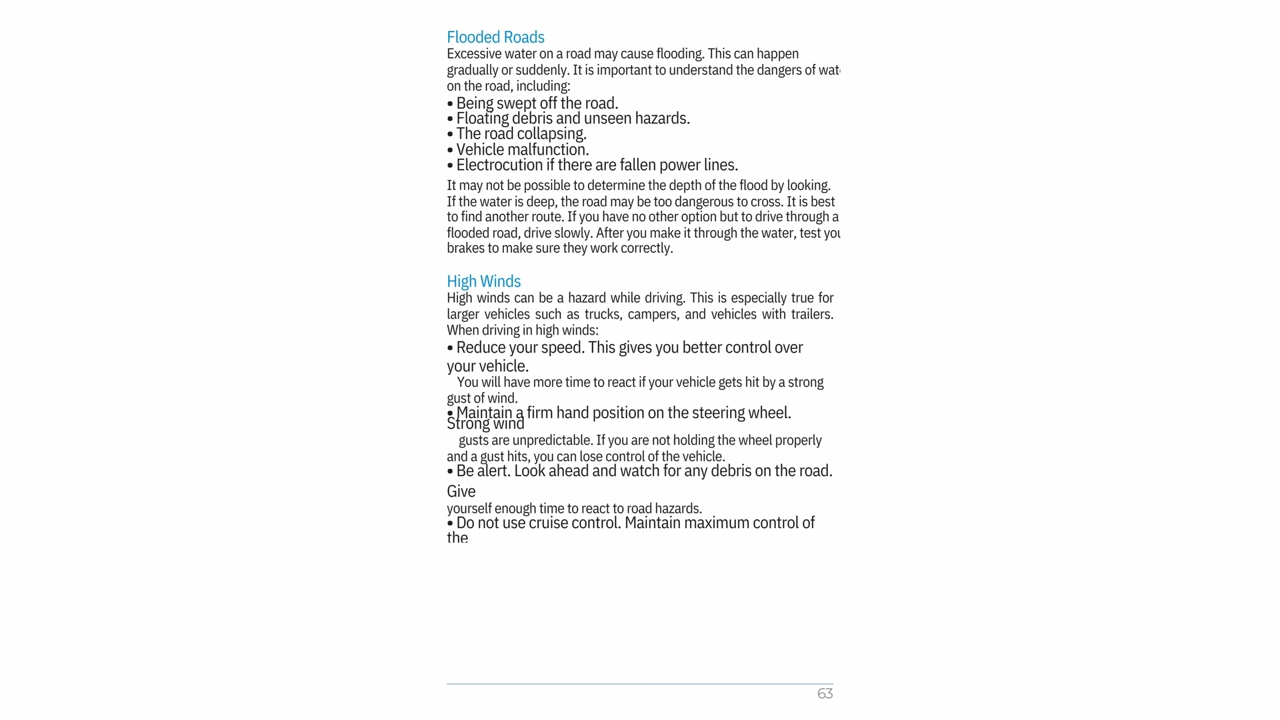 Flooded Roads
Excessive water on a road may cause flooding. This can happen
gradually or suddenly. It is important to understand the dangers of wat
on the road, including:
• Being swept off the road.
• Floating debris and unseen hazards.
• The road collapsing.
• Vehicle malfunction.
• Electrocution if there are fallen power lines.
It may not be possible to determine the depth of the flood by looking.
If the water is deep, the road may be too dangerous to cross. It is best
to find another route. If you have no other option but to drive through a
flooded road, drive slowly. After you make it through the water, test you
brakes to make sure they work correctly.
High Winds
High winds can be a hazard while driving. This is especially true for
larger vehicles such as trucks, campers, and vehicles with trailers.
When driving in high winds:
• Reduce your speed. This gives you better control over
your vehicle.
You will have more time to react if your vehicle gets hit by a strong
gust of wind.
• Maintain a firm hand position on the steering wheel.
Strong wind
gusts are unpredictable. If you are not holding the wheel properly
and a gust hits, you can lose control of the vehicle.
• Be alert. Look ahead and watch for any debris on the road.
Give
yourself enough time to react to road hazards.
• Do not use cruise control. Maintain maximum control of
the
63